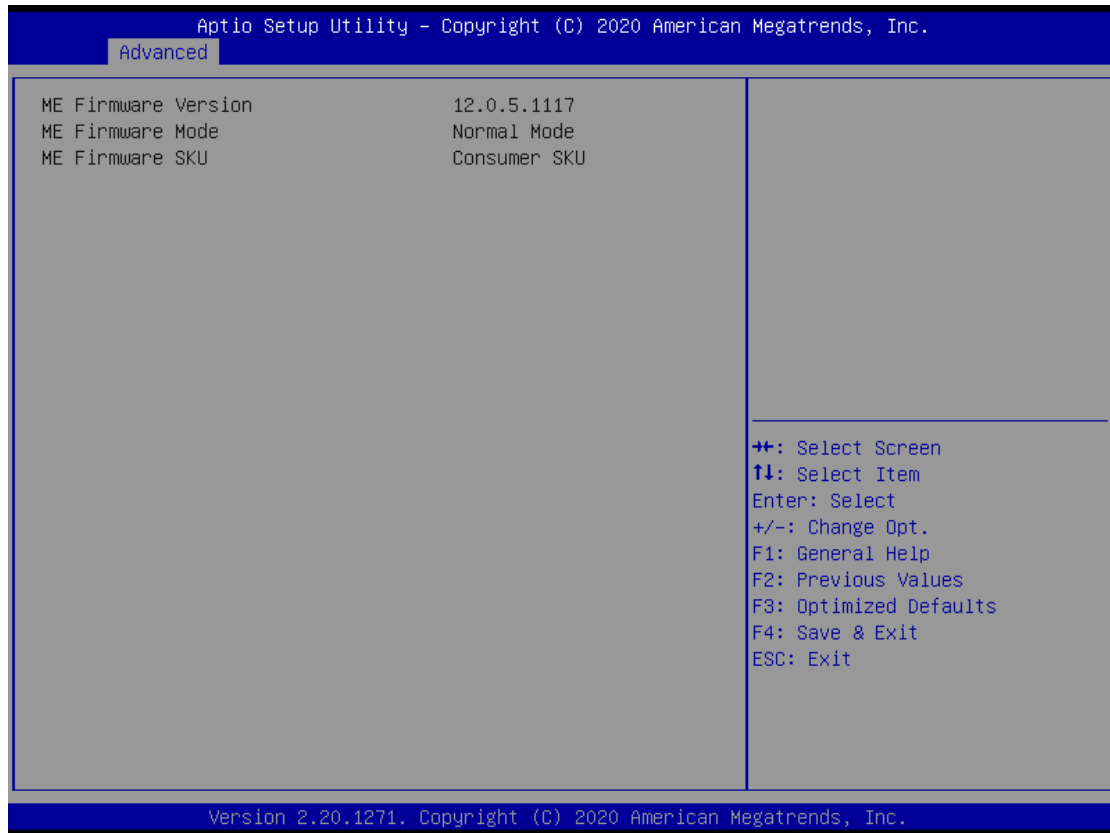 Aptio Setup Utility – Copyright (C) 2020 American Megatrends, Inc.
Advanced
ME Firmware Version 12.0.5.1117
ME Firmware Mode Normal Mode
ME Firmware SKU Consumer SKU
→←: Select Screen
↑↓: Select Item
Enter: Select
+/-: Change Opt.
F1: General Help
F2: Previous Values
F3: Optimized Defaults
F4: Save & Exit
ESC: Exit
Version 2.20.1271. Copyright (C) 2020 American Megatrends, Inc.